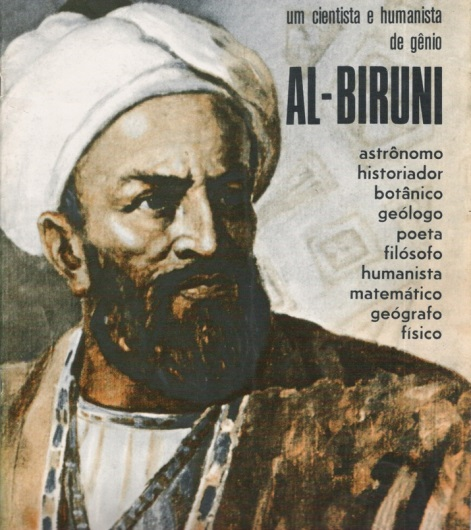 um cientista e humanista
de gênio
AL-BIRUNI
astrônomo
historiador
botânico
geólogo
poeta
filósofo
humanista
matemático
geógrafo
físico